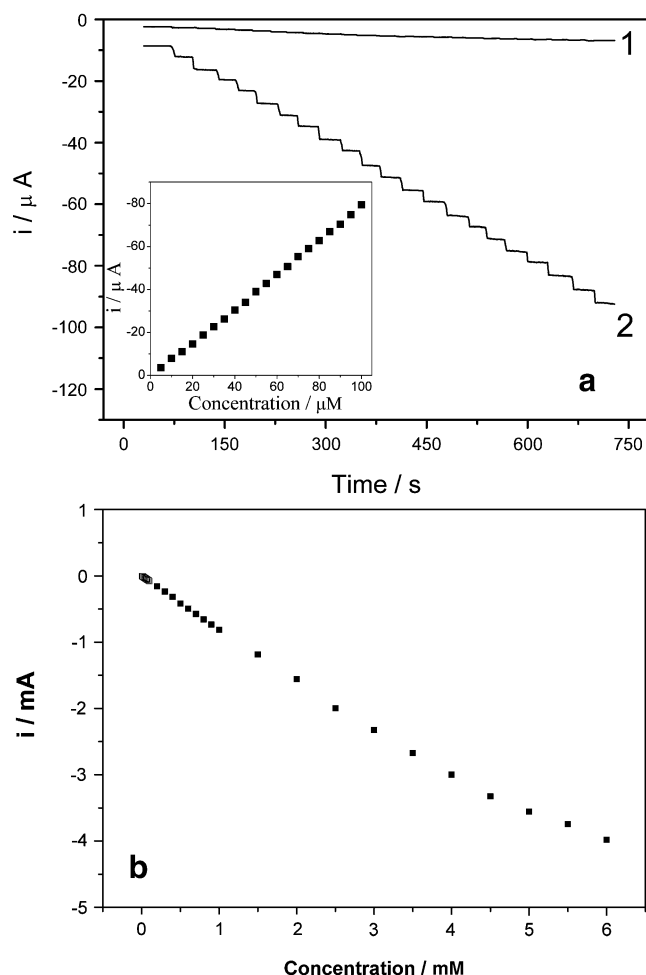 0
-20
-40
-60
-80
-100
-120
i / μ A
1
2
a
-80
-60
-40
-20
0
i / μ A
0 20 40 60 80 100
Concentration / μM
0 150 300 450 600 750
Time / s
1
0
-1
-2
-3
-4
-5
i / mA
b
0 1 2 3 4 5 6
Concentration / mM